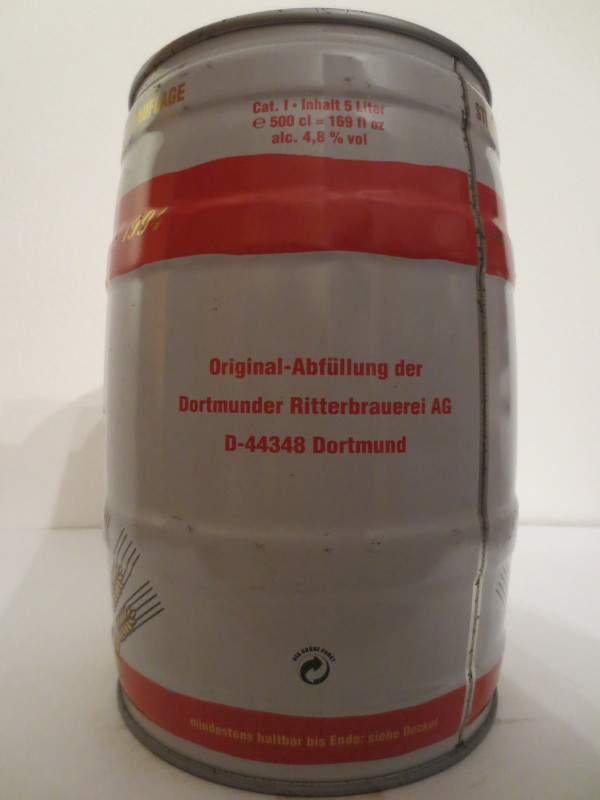 AUFLAGE
Cat. I • Inhalt 5 Liter
℮ 500 cl = 169 fl oz
alc. 4,8 % vol
Original-Abfüllung der
Dortmunder Ritterbrauerei AG
D-44348 Dortmund
DER GRÜNE PUNKT
mindestens haltbar bis Ende: siehe Deckel